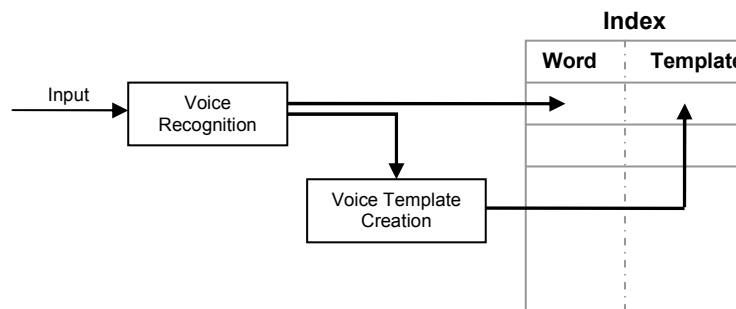 Index
Word Template
Input
Voice
Recognition
Voice Template
Creation